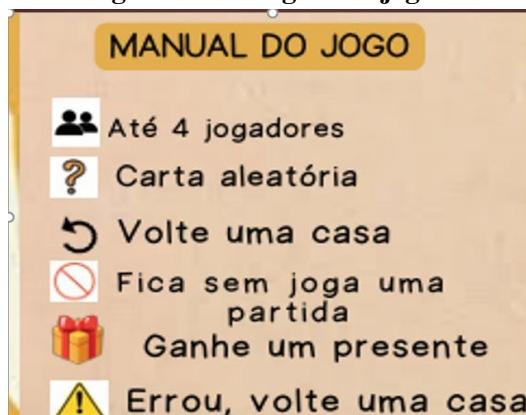 MANUAL DO JOGO
Até 4 jogadores
Carta aleatória
Volte uma casa
Fica sem joga uma
partida
Ganhe um presente
Errou, volte uma casa